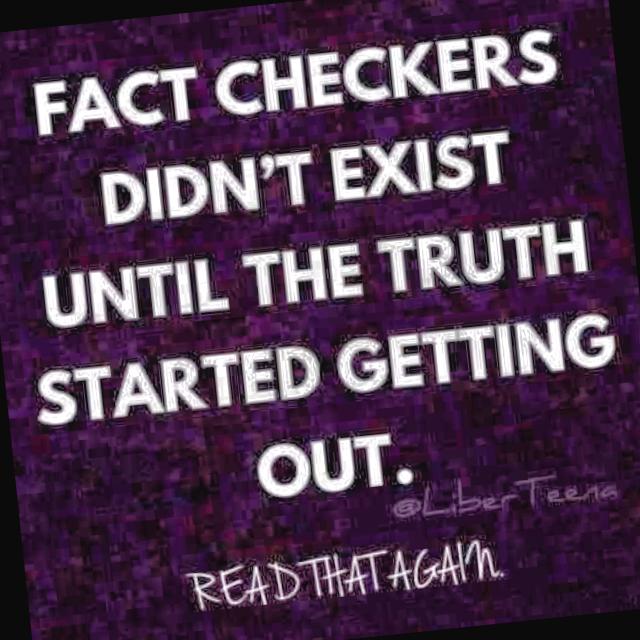 FACT CHECKERS
DIDN'T EXIST
UNTIL THE TRUTH
STARTED GETTING
OUT.
@LiberTeena
READ THAT AGAIN.